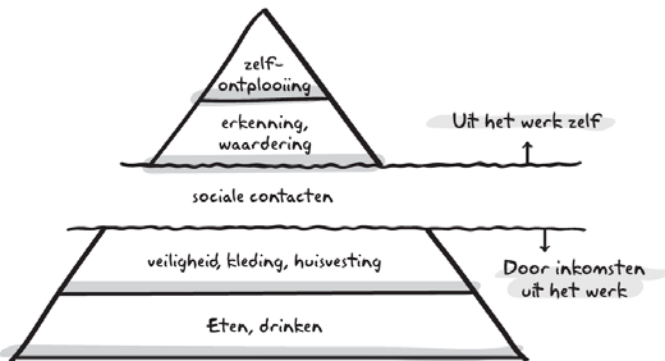 zelf-
ontplooiing
erkenning,
waardering
Uit het werk zelf
sociale contacten
veiligheid, kleding, huisvesting
Door inkomsten
uit het werk
Eten, drinken